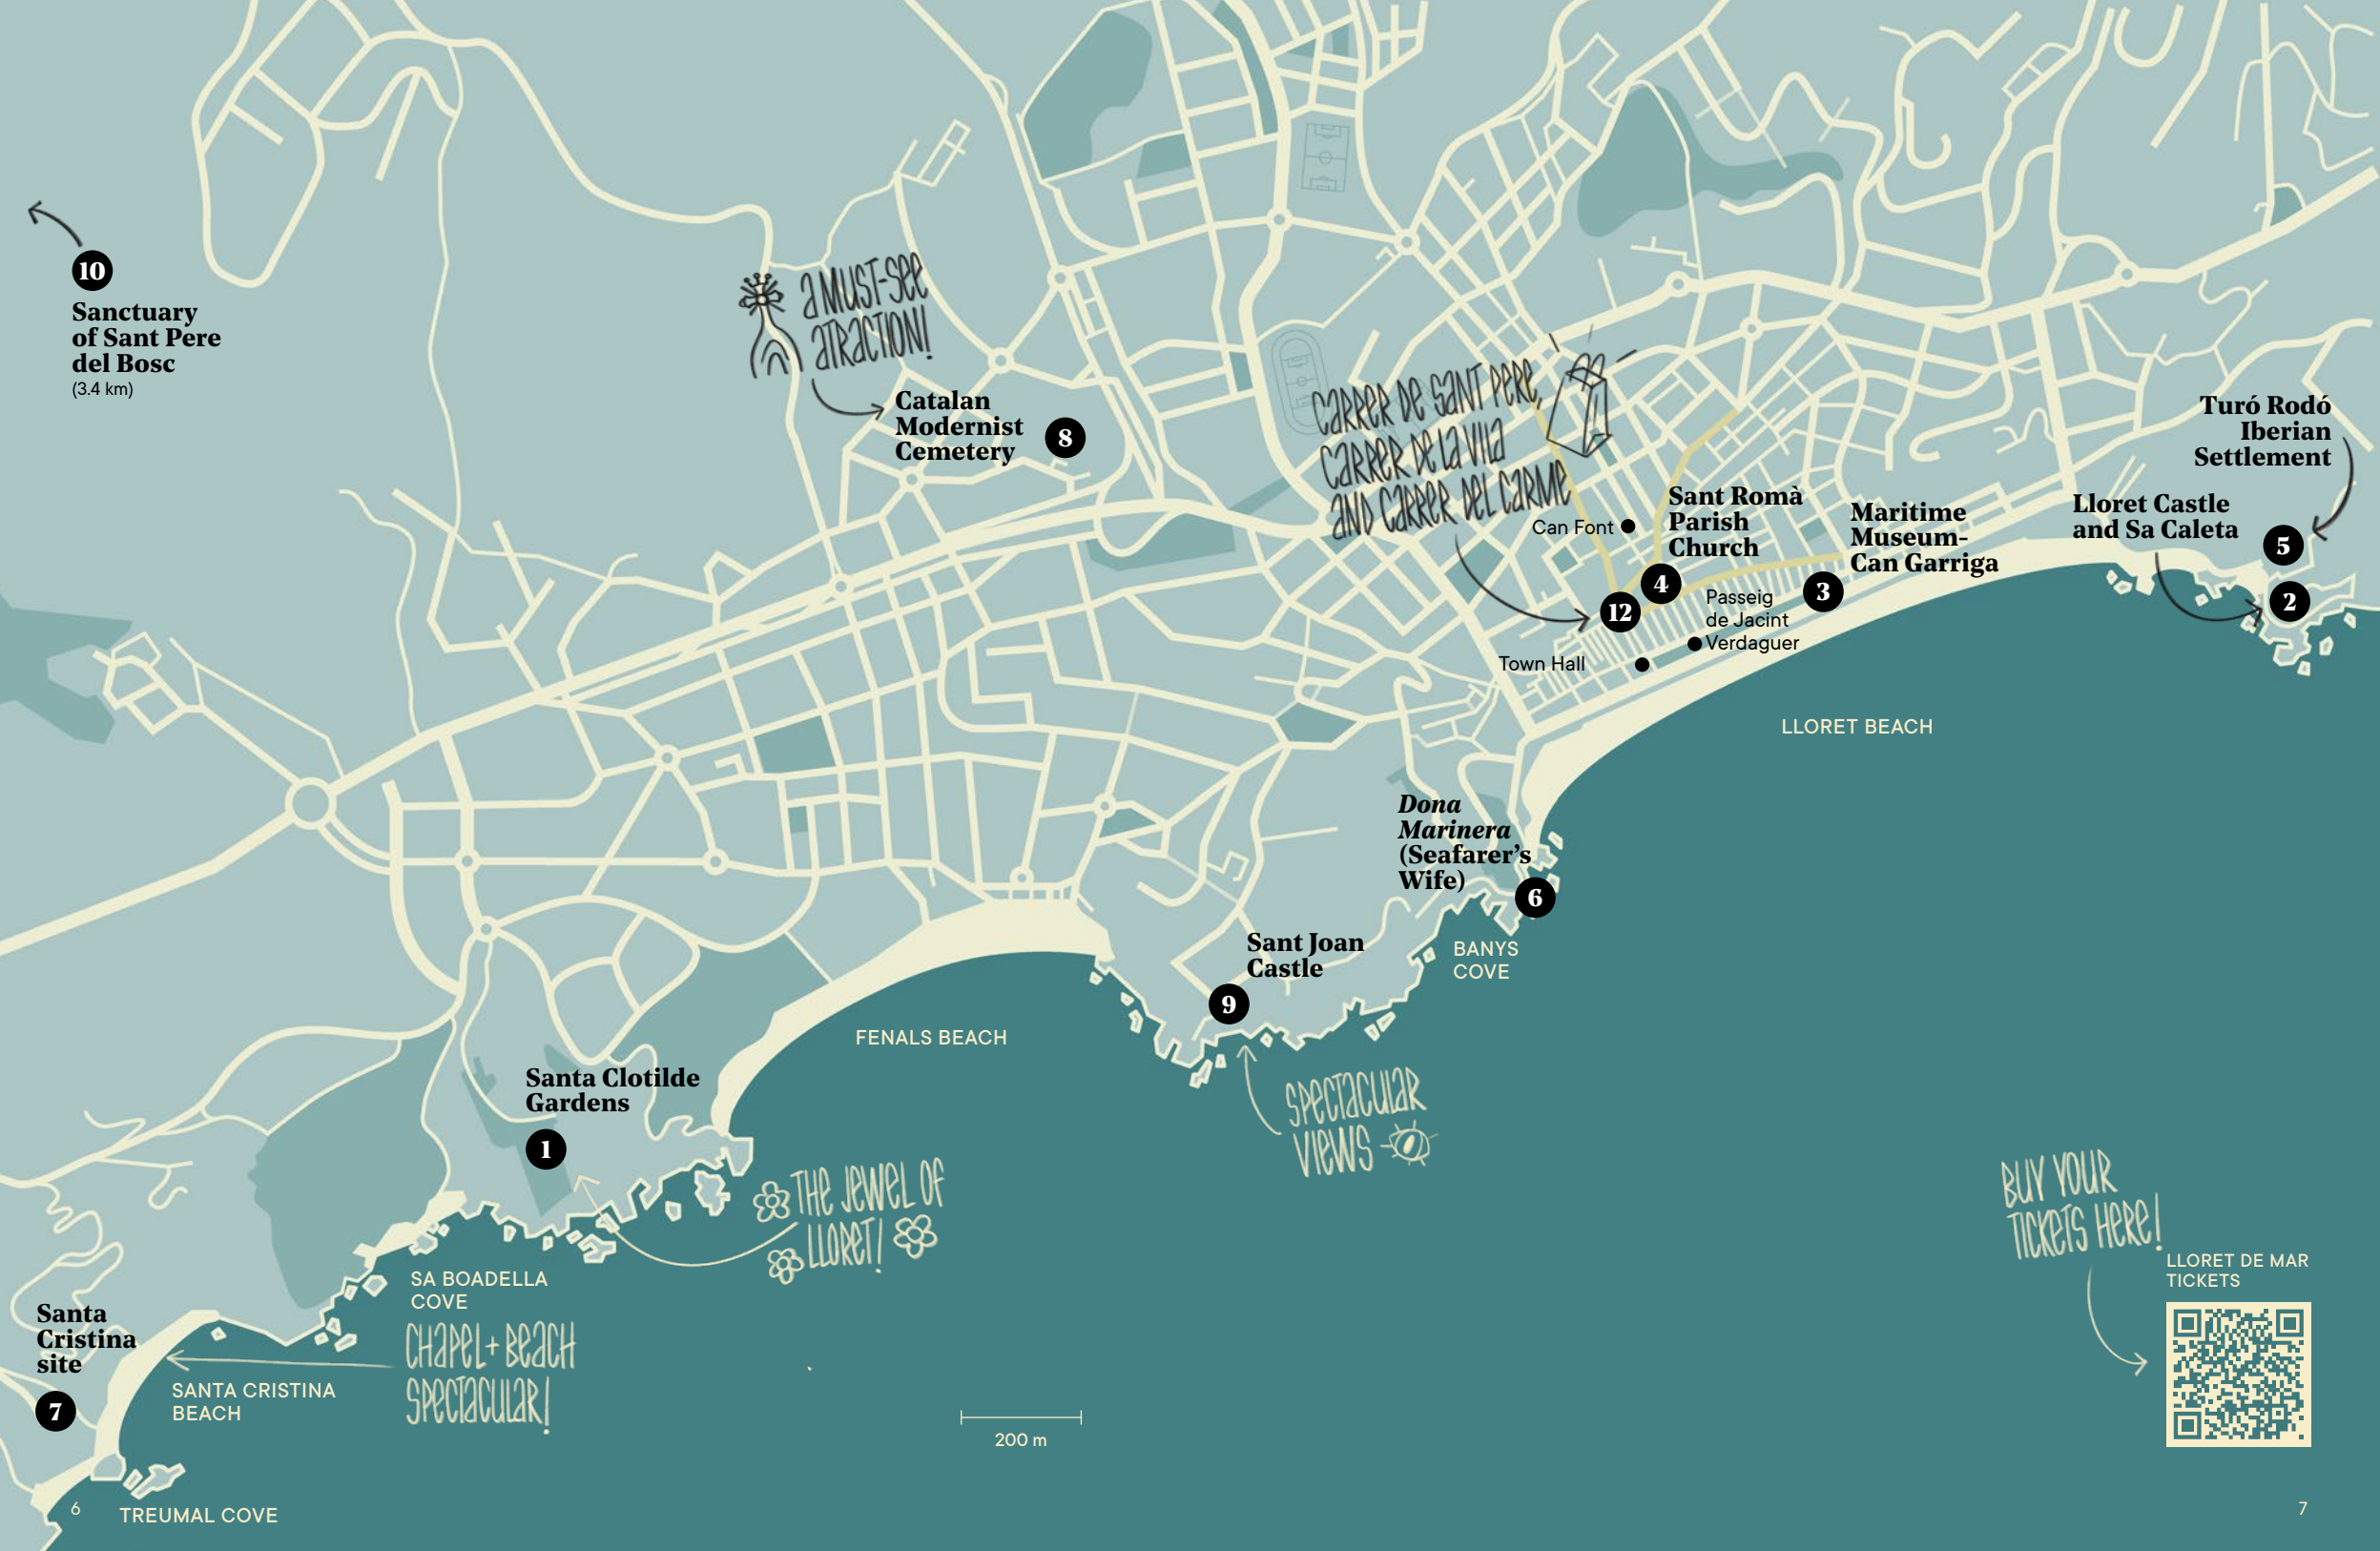 10
Sanctuary
of Sant Pere
del Bosc
(3.4 km)
a MUST-SEE
ATRACTION!
Catalan
Modernist
Cemetery
8
CARRER DE SANT PERE,
CARRER DE LA VILA
AND CARRER DEL CARME
Can Font
Sant Romà
Parish
Church
4
12
Maritime
Museum-
Can Garriga
3
Passeig
de Jacint
Verdaguer
Town Hall
Turó Rodó
Iberian
Settlement
5
Lloret Castle
and Sa Caleta
2
LLORET BEACH
Dona
Marinera
(Seafarer's
Wife)
6
BANYS
COVE
Sant Joan
Castle
9
SPECTACULAR
VIEWS
FENALS BEACH
Santa Clotilde
Gardens
1
THE JEWEL OF
LLORET!
SA BOADELLA
COVE
CHAPEL + BEACH
SPECTACULAR!
Santa
Cristina
site
7
SANTA CRISTINA
BEACH
TREUMAL COVE
200 m
BUY YOUR
TICKETS HERE!
LLORET DE MAR
TICKETS
6
7